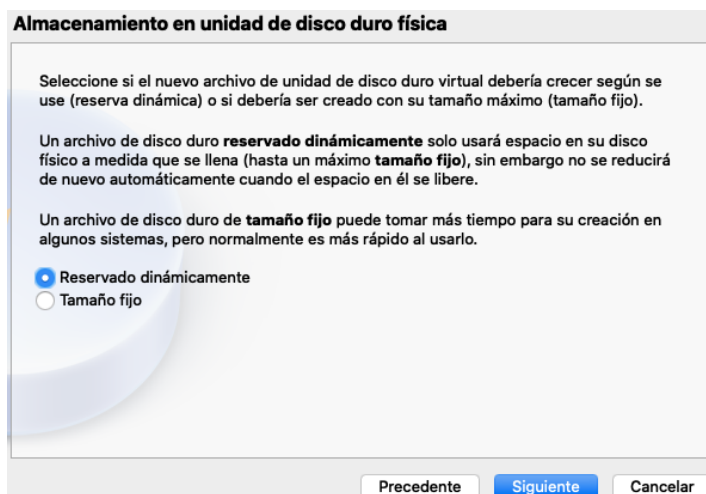 Almacenamiento en unidad de disco duro física
Seleccione si el nuevo archivo de unidad de disco duro virtual debería crecer según se
use (reserva dinámica) o si debería ser creado con su tamaño máximo (tamaño fijo).
Un archivo de disco duro reservado dinámicamente solo usará espacio en su disco
físico a medida que se llena (hasta un máximo tamaño fijo), sin embargo no se reducirá
de nuevo automáticamente cuando el espacio en él se libere.
Un archivo de disco duro de tamaño fijo puede tomar más tiempo para su creación en
algunos sistemas, pero normalmente es más rápido al usarlo.
Reservado dinámicamente
Tamaño fijo
Precedente Siguiente Cancelar